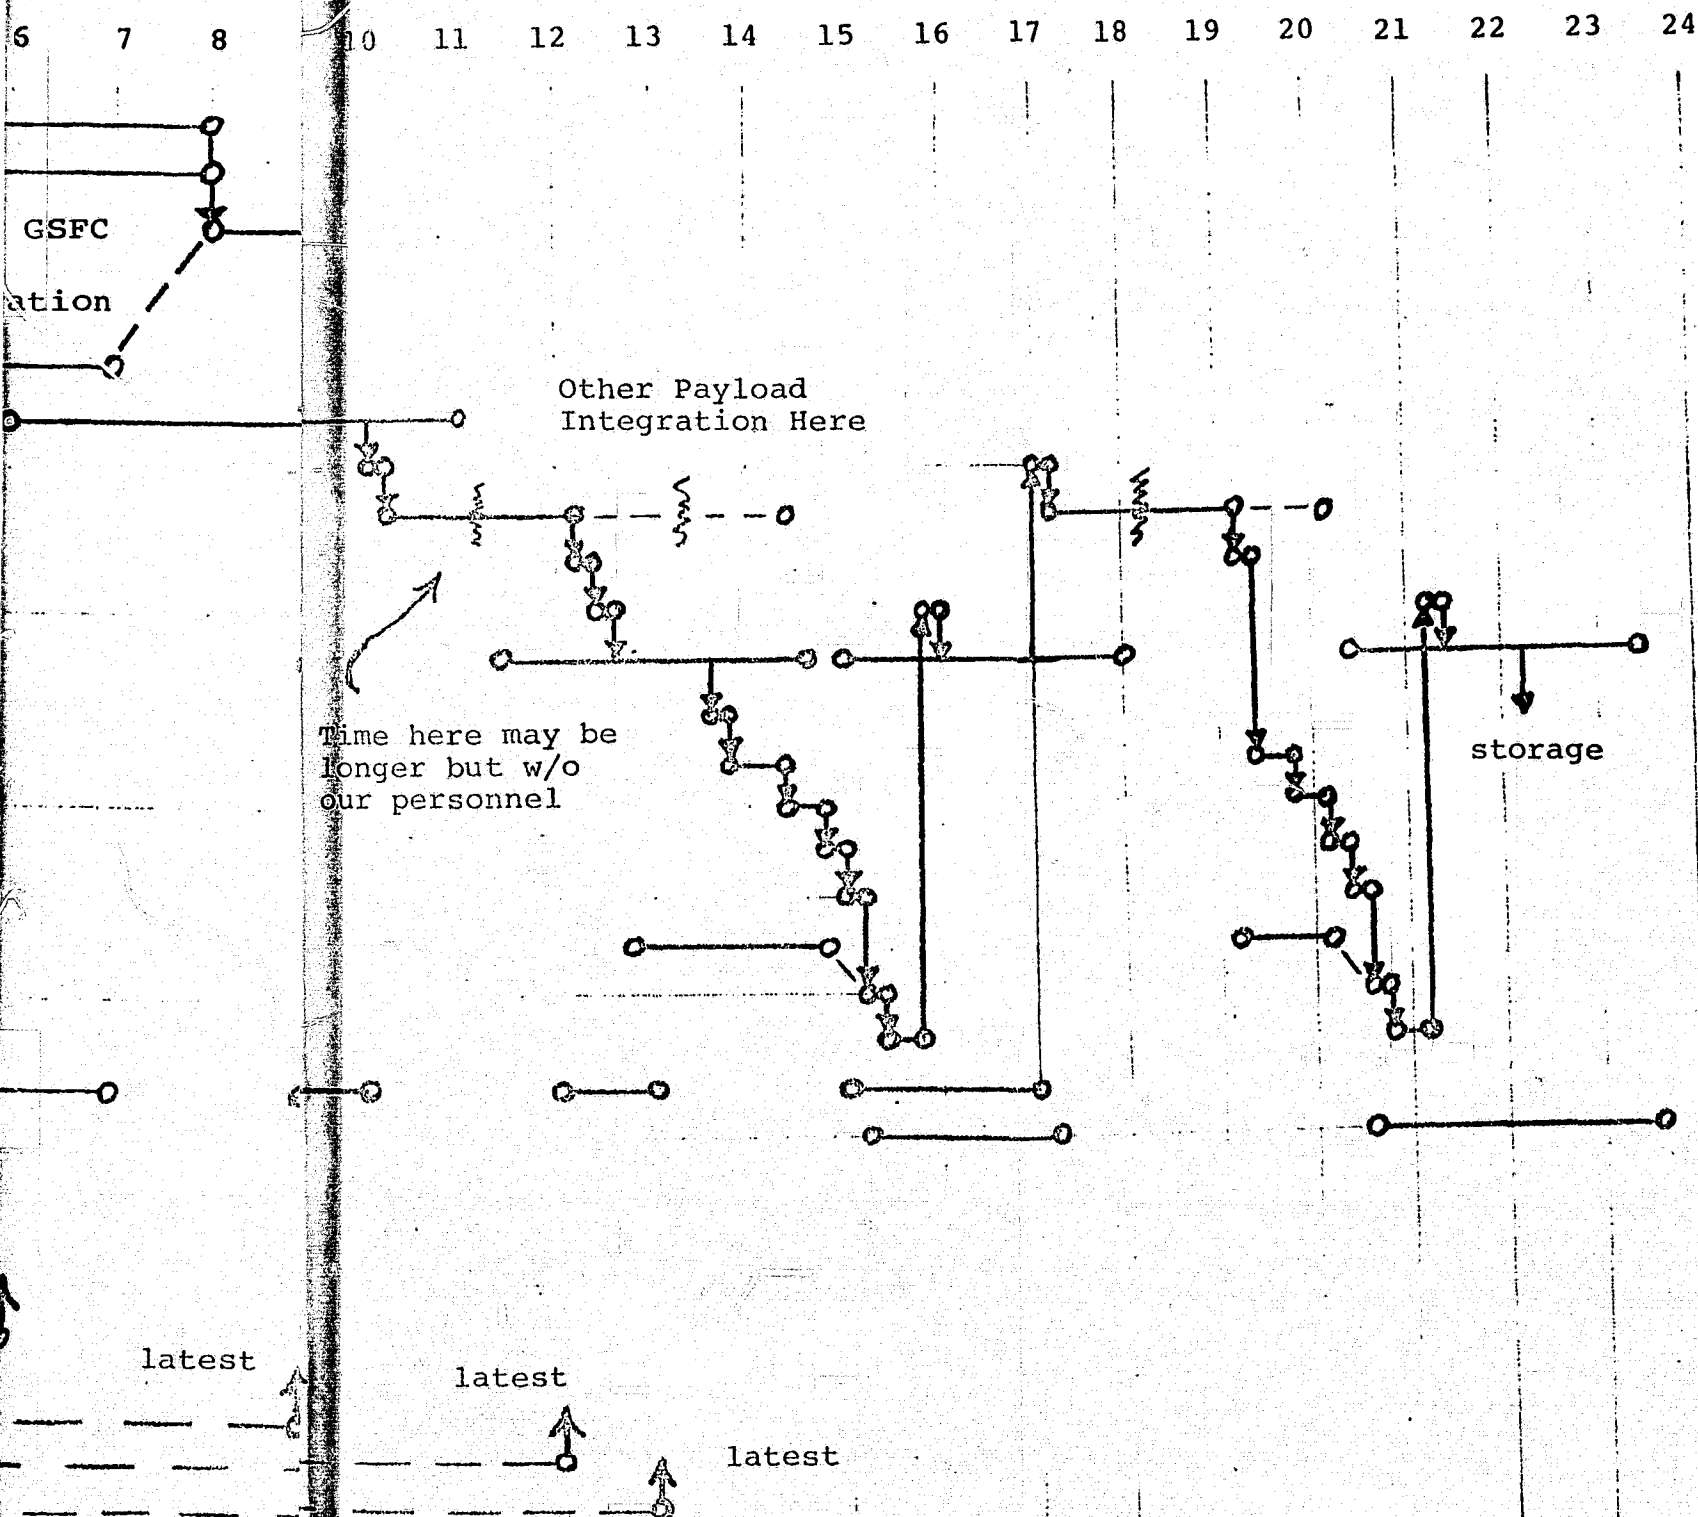 6 7 8 10 11 12 13 14 15 16 17 18 19 20 21 22 23 24
GSFC
ation
Other Payload
Integration Here
Time here may be
longer but w/o
our personnel
storage
latest
latest
latest